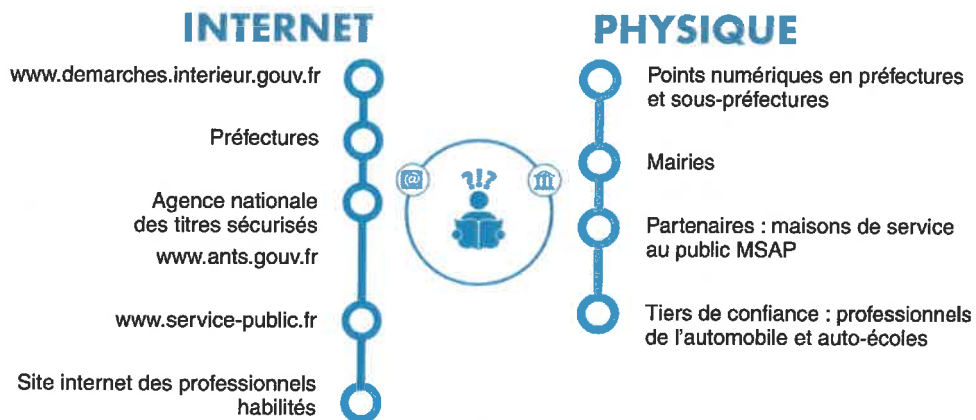 INTERNET
www.demarches.interieur.gouv.fr
Préfectures
Agence nationale
des titres sécurisés
www.ants.gouv.fr
www.service-public.fr
Site internet des professionnels
habilités
@
?!?
PHYSIQUE
Points numériques en préfectures
et sous-préfectures
Mairies
Partenaires : maisons de service
au public MSAP
Tiers de confiance : professionnels
de l'automobile et auto-écoles